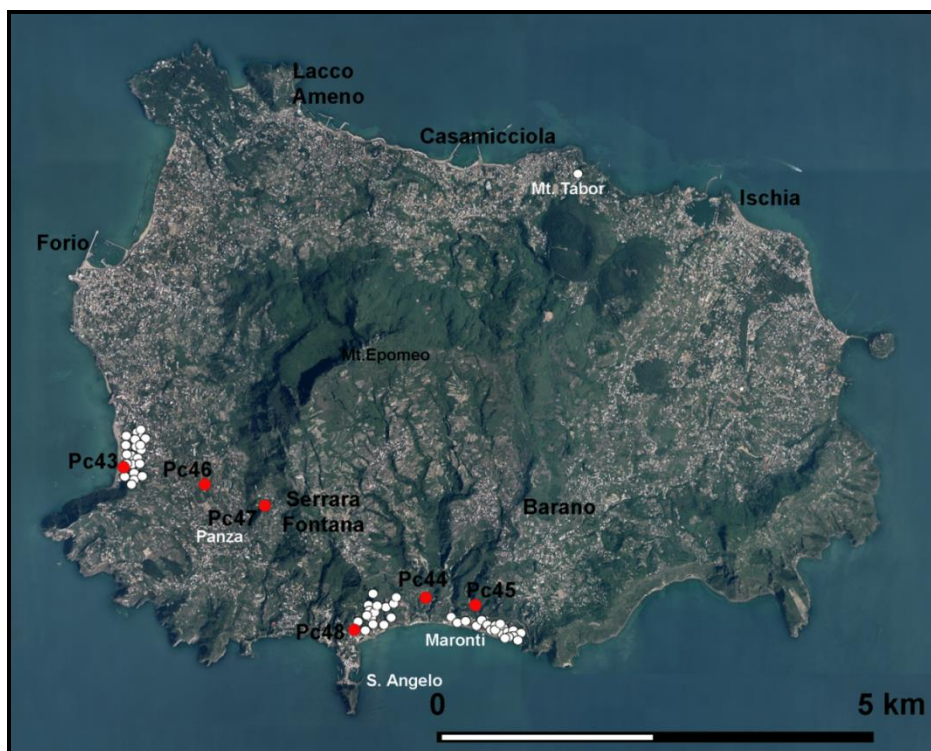 Lacco
Ameno
Casamicciola
Mt. Tabor
Ischia
Forio
Mt.Epomeo
Pc43
Pc46
Pc47
Serrara
Fontana
Panza
Barano
Pc44
Pc45
Pc48
Maronti
S. Angelo
0
5 km